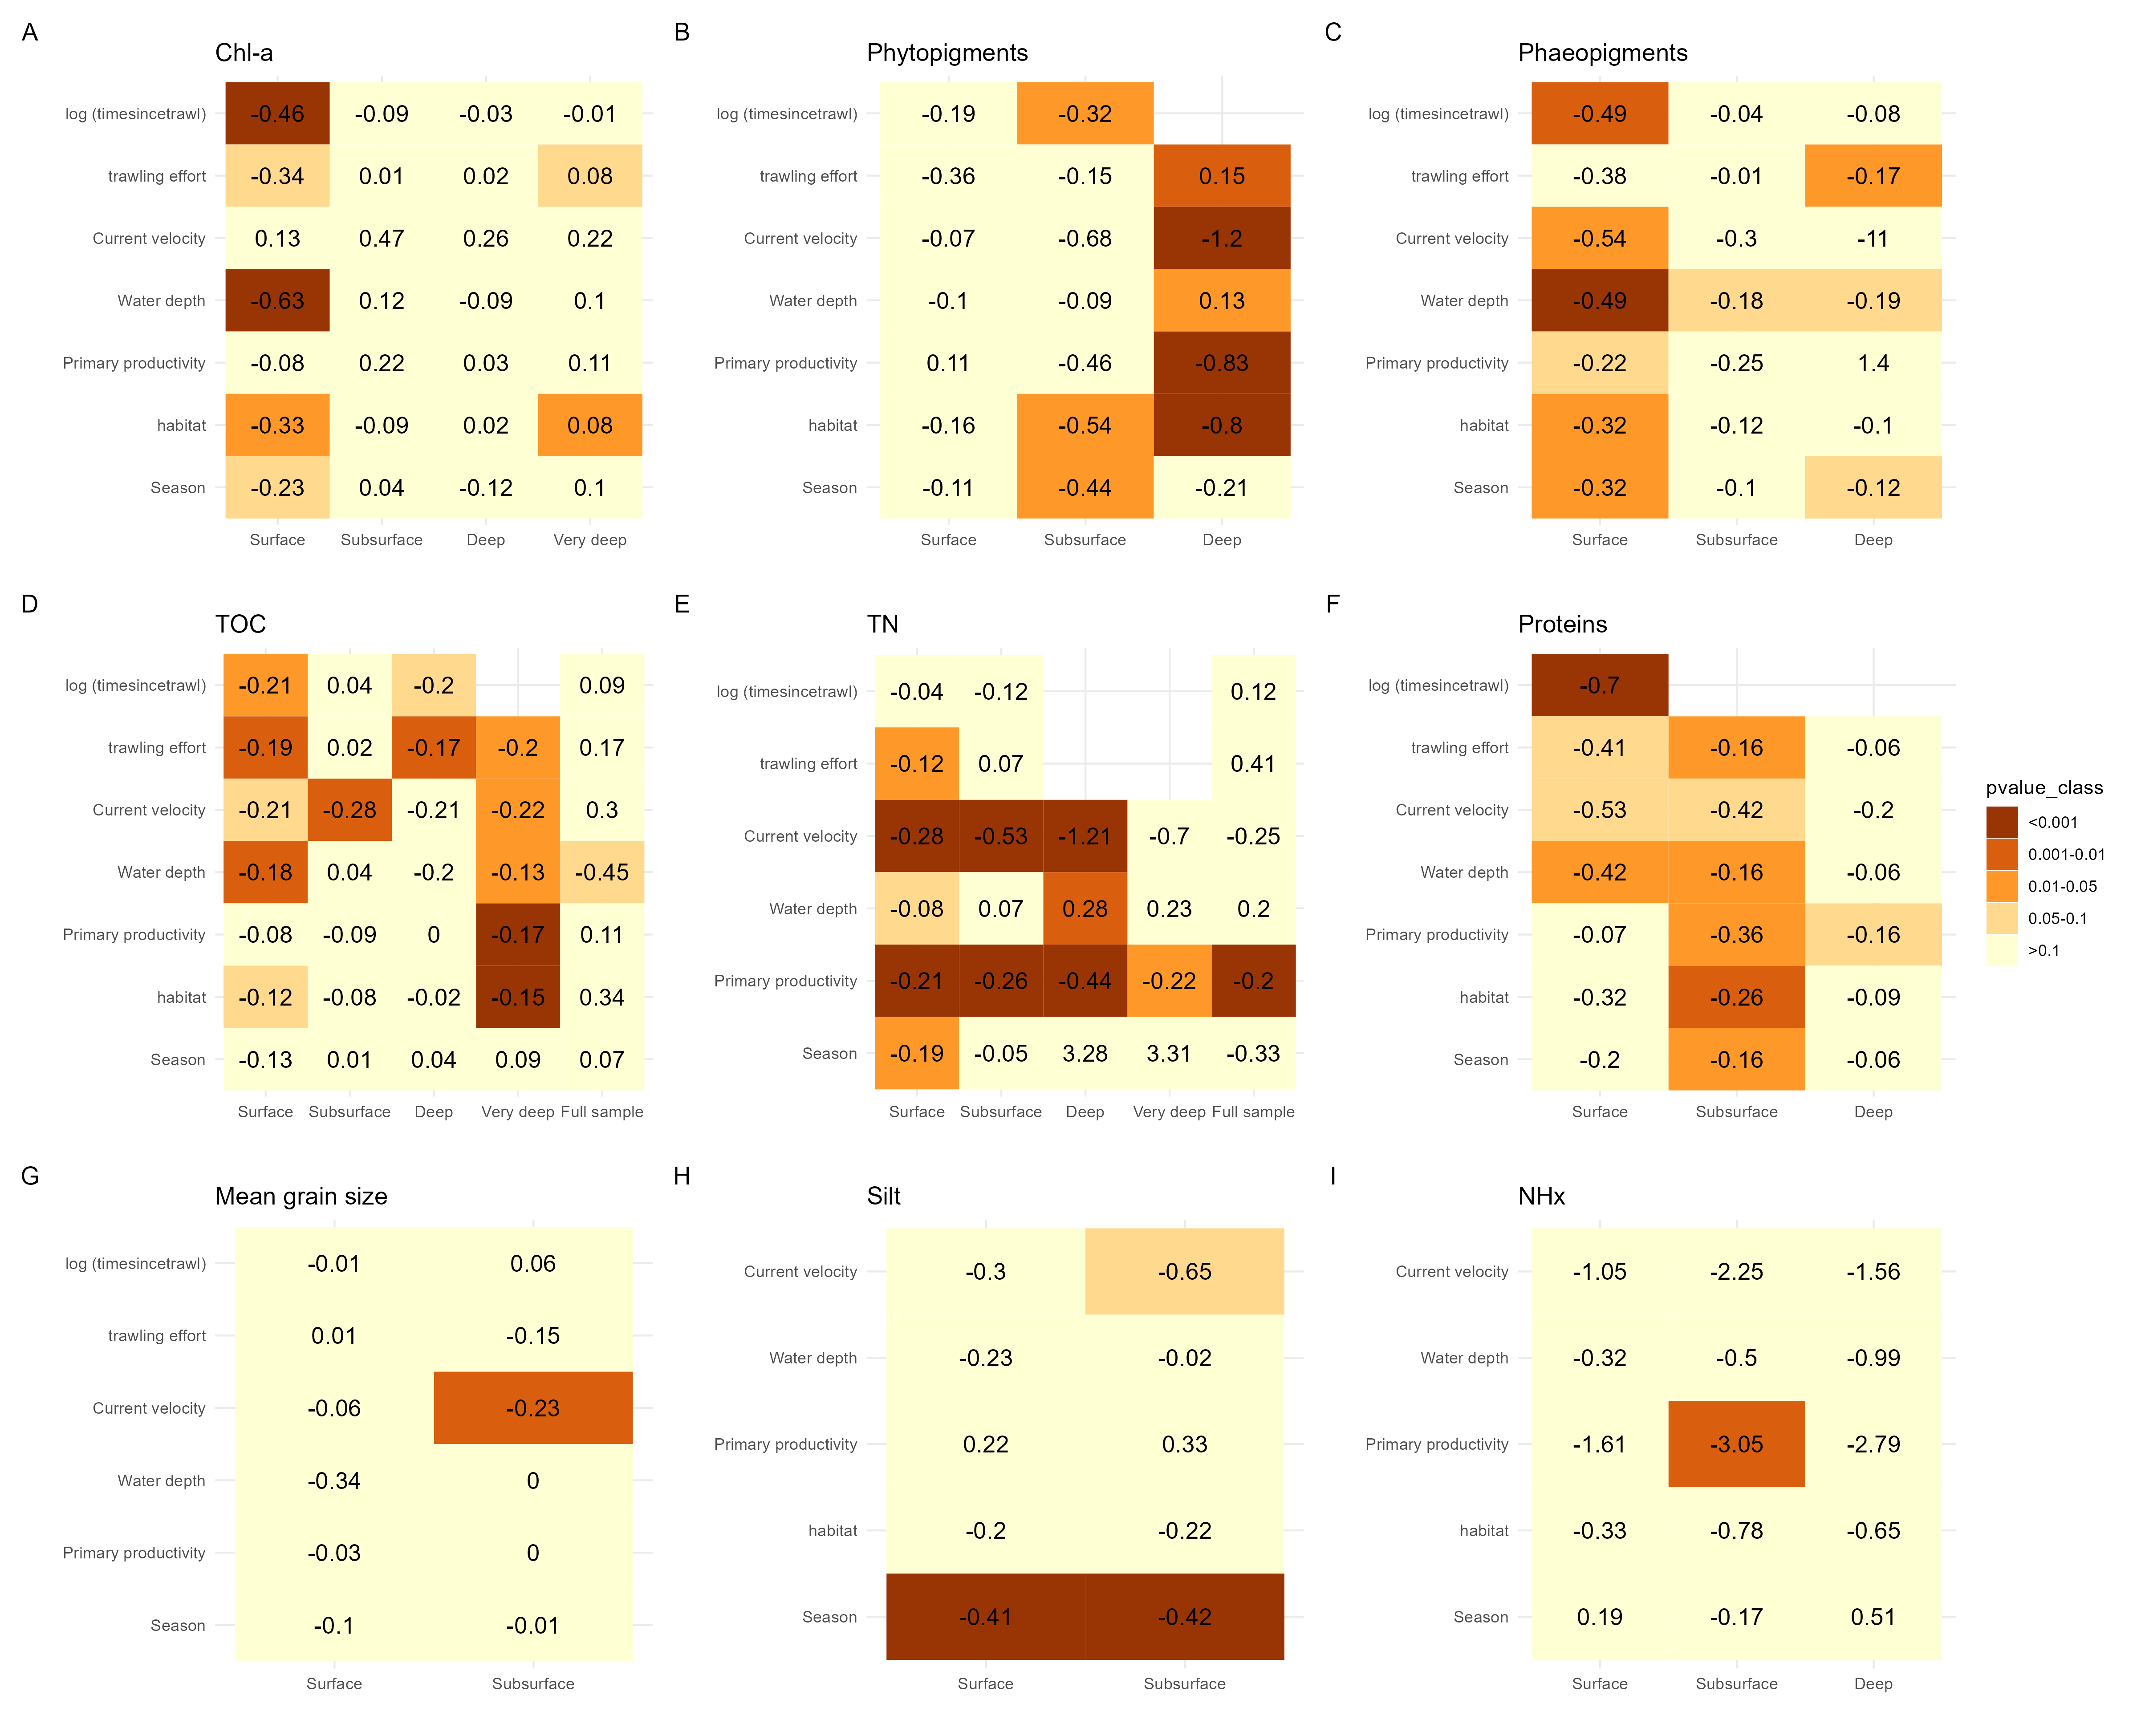 A
Chl-a
log (timesincetrawl) -0.46 -0.09 -0.03 -0.01
trawling effort -0.34 0.01 0.02 0.08
Current velocity 0.13 0.47 0.26 0.22
Water depth -0.63 0.12 -0.09 0.1
Primary productivity -0.08 0.22 0.03 0.11
habitat -0.33 -0.09 0.02 0.08
Season -0.23 0.04 -0.12 0.1
Surface Subsurface Deep Very deep
B
Phytopigments
log (timesincetrawl) -0.19 -0.32
trawling effort -0.36 -0.15 0.15
Current velocity -0.07 -0.68 -1.2
Water depth -0.1 -0.09 0.13
Primary productivity 0.11 -0.46 -0.83
habitat -0.16 -0.54 -0.8
Season -0.11 -0.44 -0.21
Surface Subsurface Deep
C
Phaeopigments
log (timesincetrawl) -0.49 -0.04 -0.08
trawling effort -0.38 -0.01 -0.17
Current velocity -0.54 -0.3 -11
Water depth -0.49 -0.18 -0.19
Primary productivity -0.22 -0.25 1.4
habitat -0.32 -0.12 -0.1
Season -0.32 -0.1 -0.12
Surface Subsurface Deep
D
TOC
log (timesincetrawl) -0.21 0.04 -0.2 0.09
trawling effort -0.19 0.02 -0.17 -0.2 0.17
Current velocity -0.21 -0.28 -0.21 -0.22 0.3
Water depth -0.18 0.04 -0.2 -0.13 -0.45
Primary productivity -0.08 -0.09 0 -0.17 0.11
habitat -0.12 -0.08 -0.02 -0.15 0.34
Season -0.13 0.01 0.04 0.09 0.07
Surface Subsurface Deep Very deep Full sample
E
TN
log (timesincetrawl) -0.04 -0.12 0.12
trawling effort -0.12 0.07 0.41
Current velocity -0.28 -0.53 -1.21 -0.7 -0.25
Water depth -0.08 0.07 0.28 0.23 0.2
Primary productivity -0.21 -0.26 -0.44 -0.22 -0.2
Season -0.19 -0.05 3.28 3.31 -0.33
Surface Subsurface Deep Very deep Full sample
F
Proteins
log (timesincetrawl) -0.7
trawling effort -0.41 -0.16 -0.06
Current velocity -0.53 -0.42 -0.2
Water depth -0.42 -0.16 -0.06
Primary productivity -0.07 -0.36 -0.16
habitat -0.32 -0.26 -0.09
Season -0.2 -0.16 -0.06
Surface Subsurface Deep
pvalue_class
<0.001
0.001-0.01
0.01-0.05
0.05-0.1
>0.1
G
Mean grain size
log (timesincetrawl) -0.01 0.06
trawling effort 0.01 -0.15
Current velocity -0.06 -0.23
Water depth -0.34 0
Primary productivity -0.03 0
Season -0.1 -0.01
Surface Subsurface
H
Silt
Current velocity -0.3 -0.65
Water depth -0.23 -0.02
Primary productivity 0.22 0.33
habitat -0.2 -0.22
Season -0.41 -0.42
Surface Subsurface
I
NHx
Current velocity -1.05 -2.25 -1.56
Water depth -0.32 -0.5 -0.99
Primary productivity -1.61 -3.05 -2.79
habitat -0.33 -0.78 -0.65
Season 0.19 -0.17 0.51
Surface Subsurface Deep